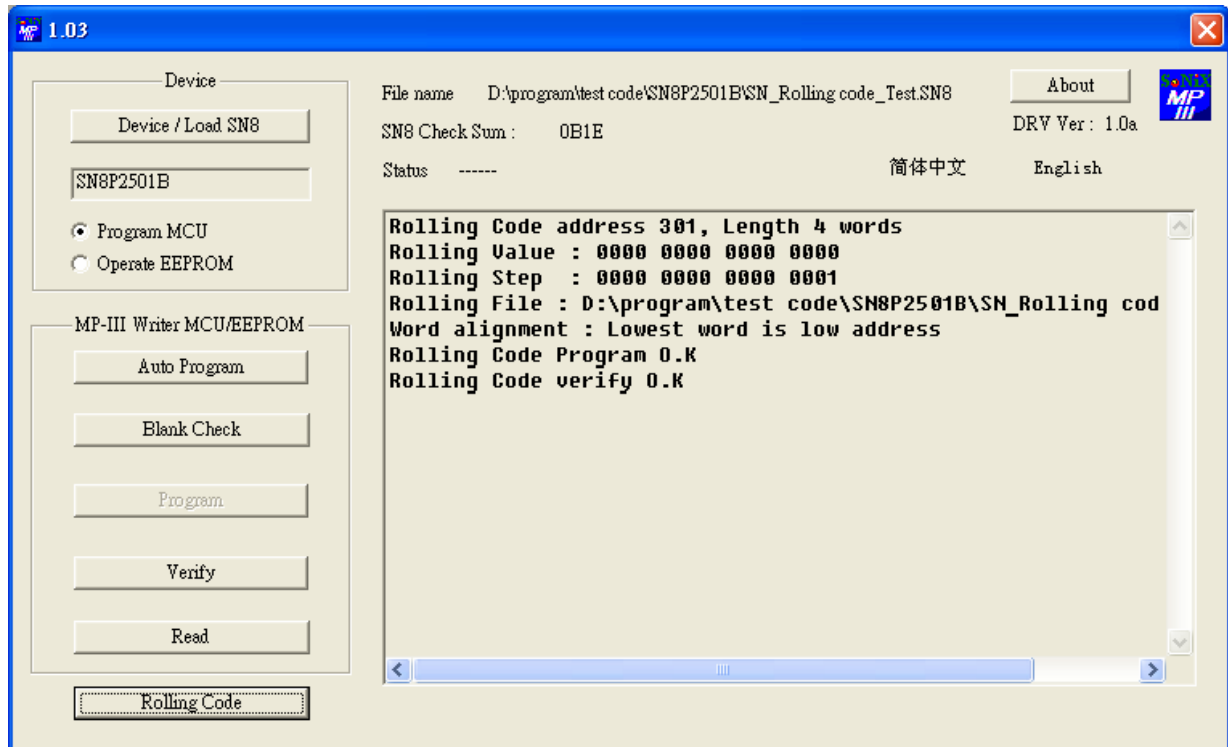 1.03
Device
Device / Load SN8
SN8P2501B
Program MCU
Operate EEPROM
MP-III Writer MCU/EEPROM
Auto Program
Blank Check
Program
Verify
Read
Rolling Code
File name D:\program\test code\SN8P2501B\SN_Rolling code_Test.SN8
SN8 Check Sum : 0B1E
Status ------
简体中文 English
About
DRV Ver : 1.0a
SONiX
MP
III
Rolling Code address 301, Length 4 words
Rolling Value : 0000 0000 0000 0000
Rolling Step : 0000 0000 0000 0001
Rolling File : D:\program\test code\SN8P2501B\SN_Rolling cod
Word alignment : Lowest word is low address
Rolling Code Program O.K
Rolling Code verify O.K